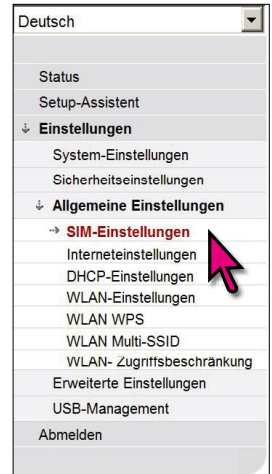 Deutsch
Status
Setup-Assistent
Einstellungen
System-Einstellungen
Sicherheitseinstellungen
Allgemeine Einstellungen
SIM-Einstellungen
Interneteinstellungen
DHCP-Einstellungen
WLAN-Einstellungen
WLAN WPS
WLAN Multi-SSID
WLAN- Zugriffsbeschränkung
Erweiterte Einstellungen
USB-Management
Abmelden